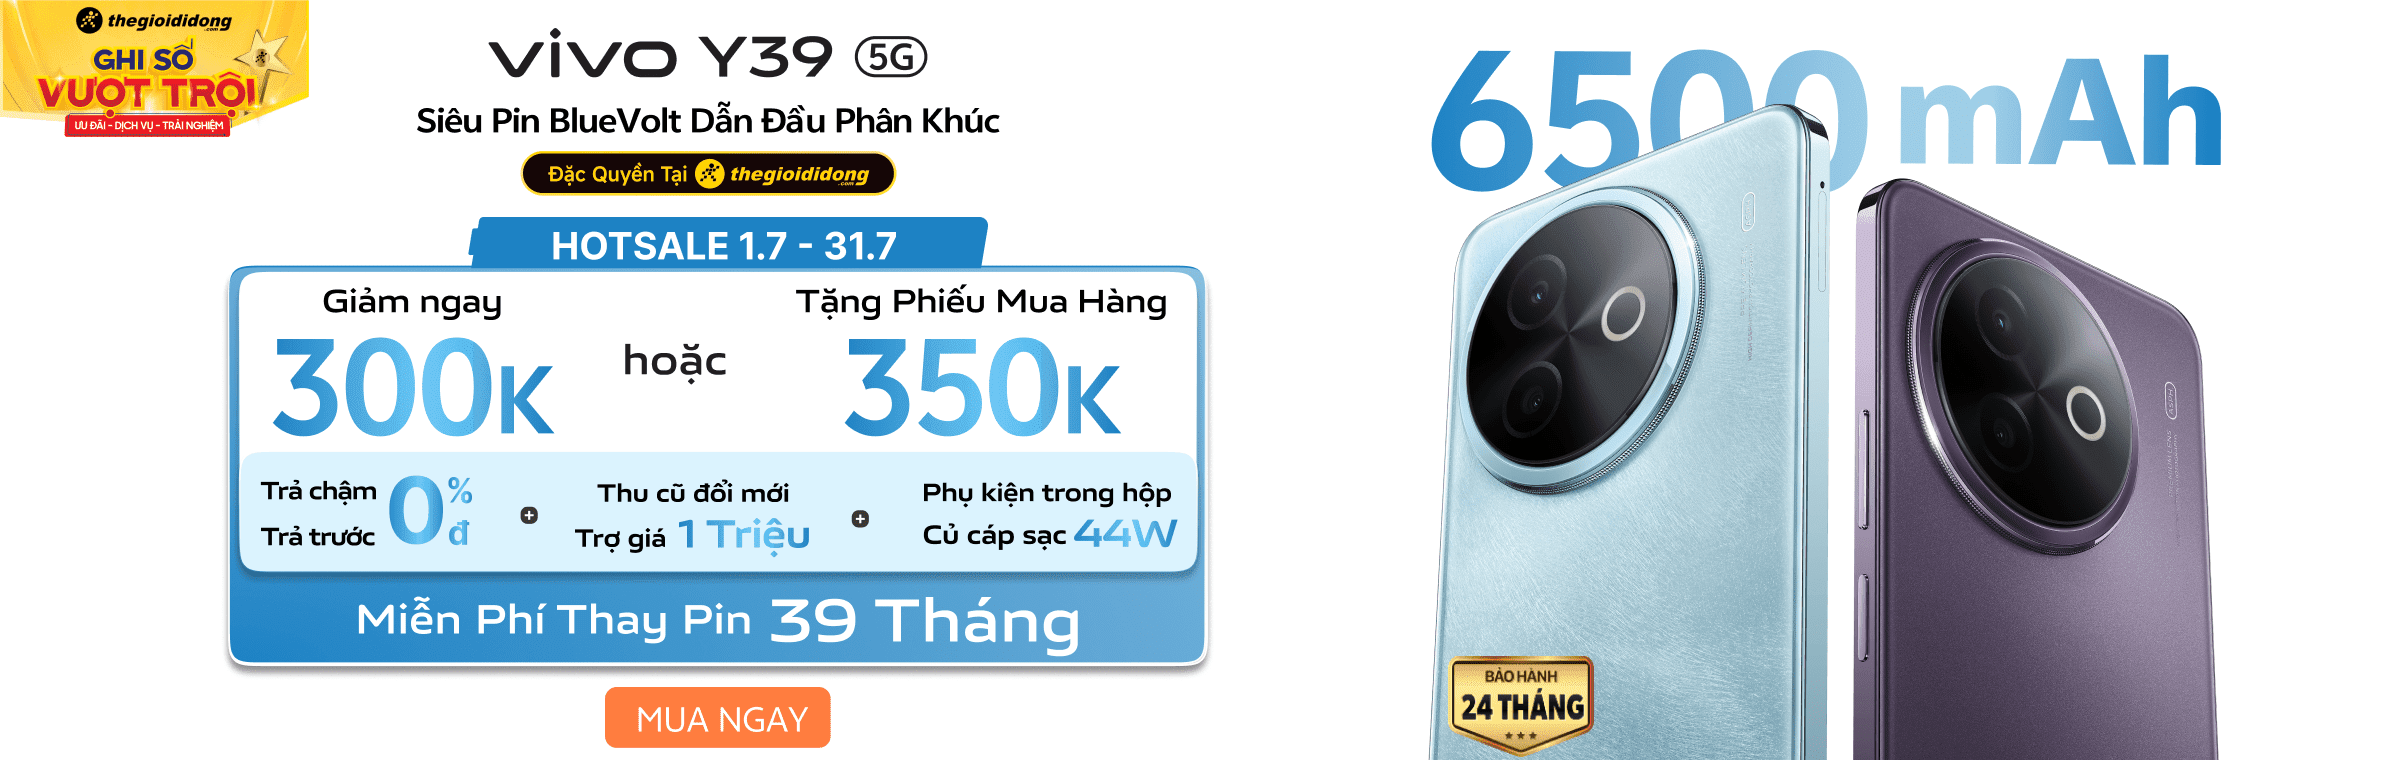 thegioididong
.com
GHI SỐ
VƯỢT TRỘI
ƯU ĐÃI - DỊCH VỤ - TRẢI NGHIỆM
vivo Y39 5G
Siêu Pin BlueVolt Dẫn Đầu Phân Khúc
Đặc Quyền Tại thegioididong
.com
HOTSALE 1.7 - 31.7
Giảm ngay
300K
hoặc
Tặng Phiếu Mua Hàng
350K
Trả chậm 0%
Trả trước 0đ
Thu cũ đổi mới
Trợ giá 1 Triệu
Phụ kiện trong hộp
Củ cáp sạc 44W
Miễn Phí Thay Pin 39 Tháng
MUA NGAY
6500 mAh
ASPH
BẢO HÀNH
24 THÁNG